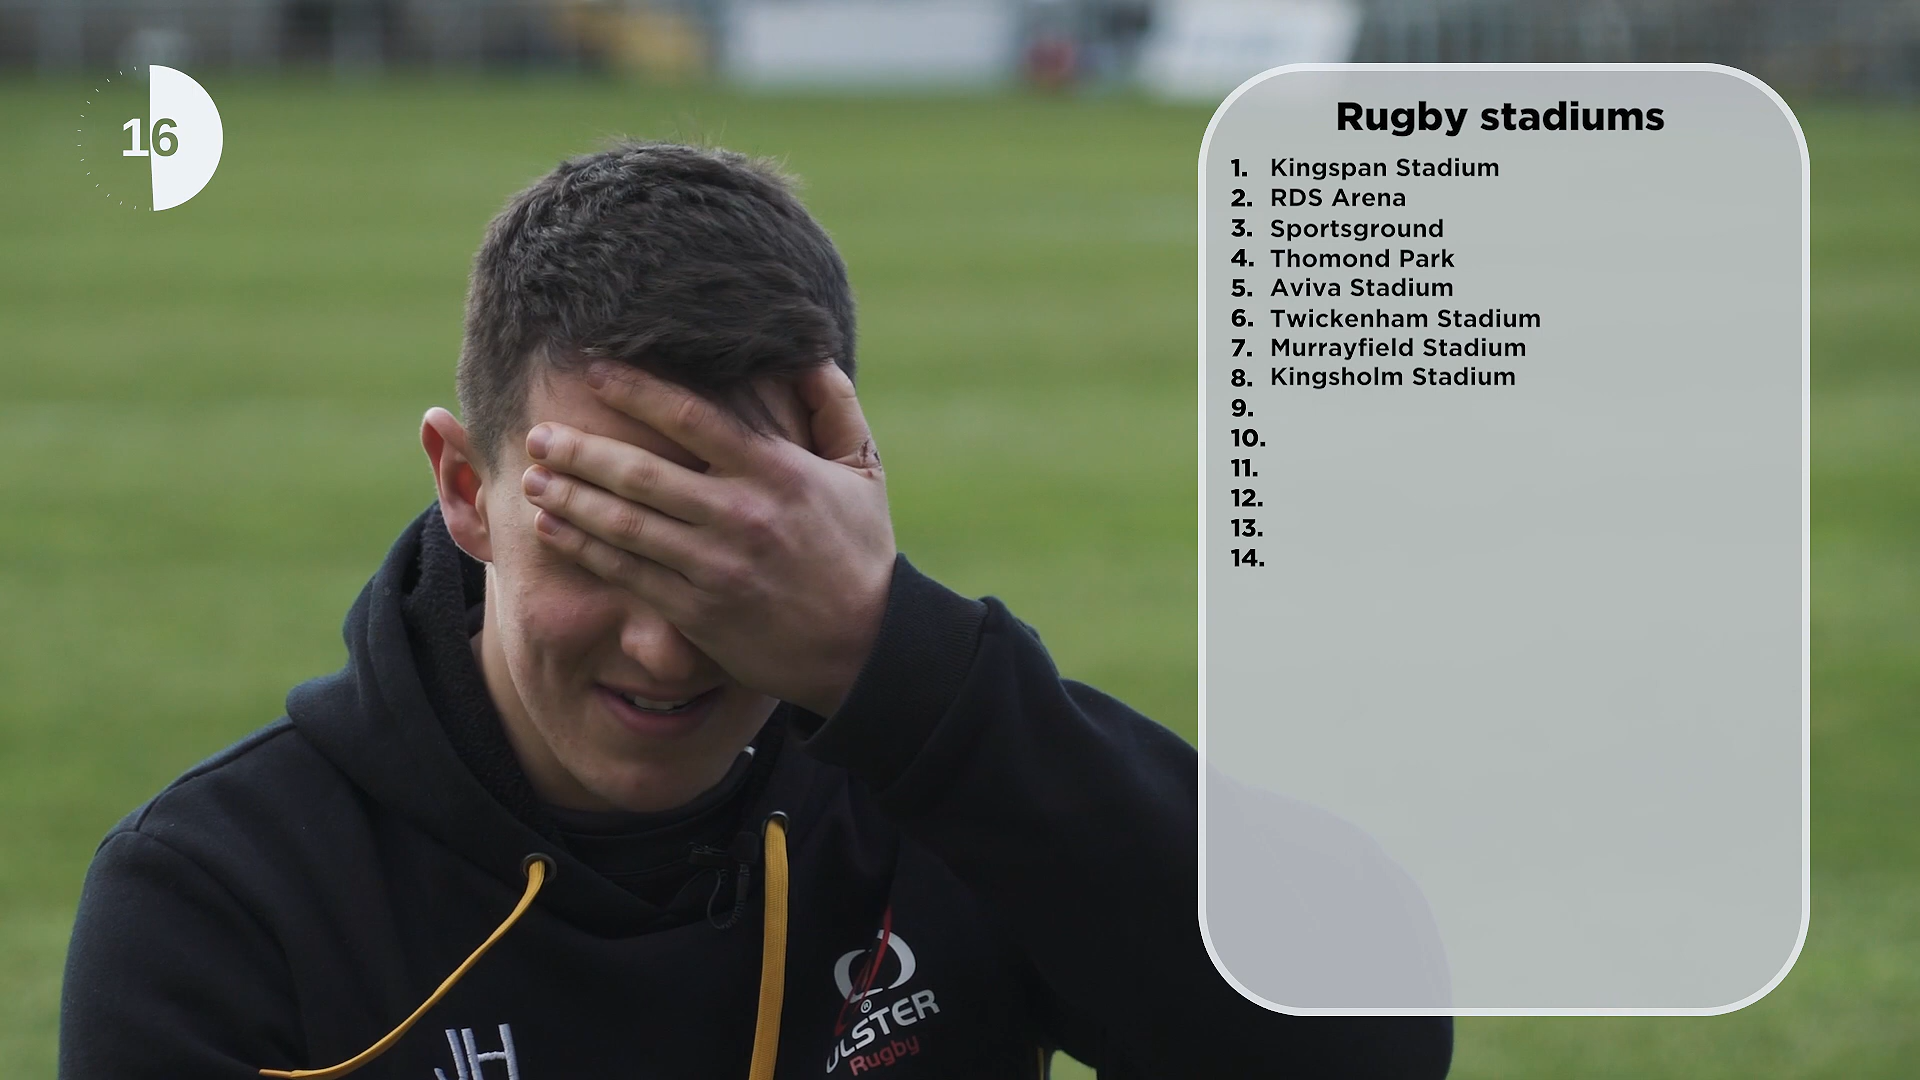 16
Rugby stadiums
1. Kingspan Stadium
2. RDS Arena
3. Sportsground
4. Thomond Park
5. Aviva Stadium
6. Twickenham Stadium
7. Murrayfield Stadium
8. Kingsholm Stadium
9.
10.
11.
12.
13.
14.
JH
®
ULSTER
Rugby